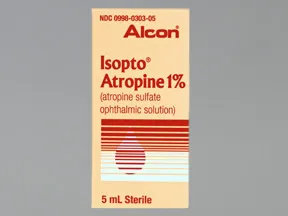 NDC 0998-0303-05
Alcon®
Isopto®
Atropine 1%
(atropine sulfate
ophthalmic solution)
5 mL Sterile